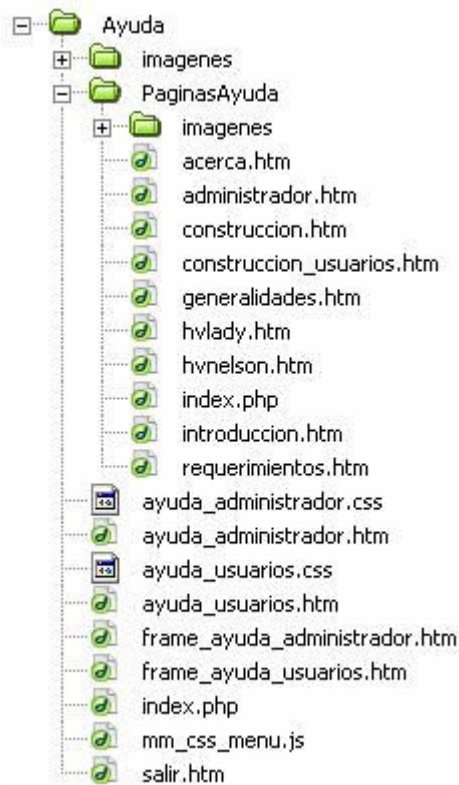 Ayuda
imagenes
PaginasAyuda
imagenes
acerca.htm
administrador.htm
construccion.htm
construccion_usuarios.htm
generalidades.htm
hvlady.htm
hvnelson.htm
index.php
introduccion.htm
requerimientos.htm
ayuda_administrador.css
ayuda_administrador.htm
ayuda_usuarios.css
ayuda_usuarios.htm
frame_ayuda_administrador.htm
frame_ayuda_usuarios.htm
index.php
mm_css_menu.js
salir.htm